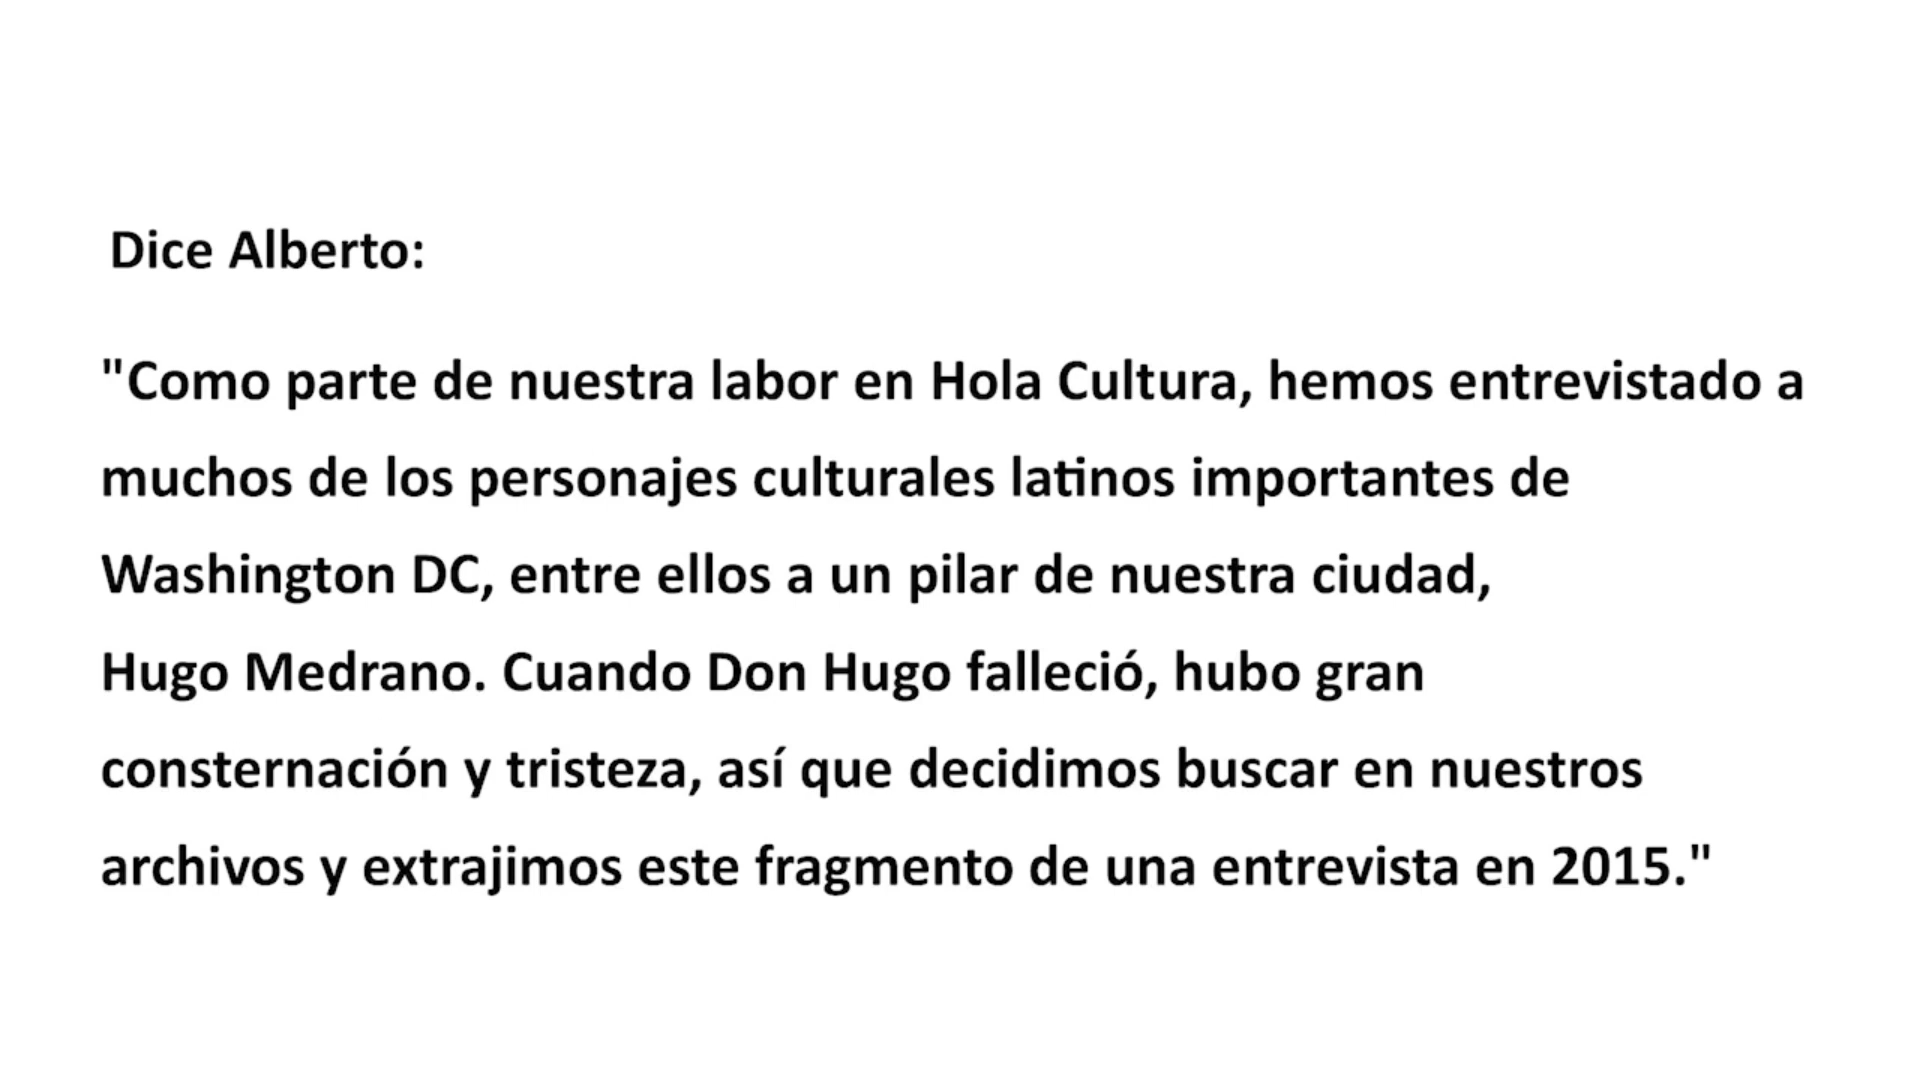 Dice Alberto:
"Como parte de nuestra labor en Hola Cultura, hemos entrevistado a
muchos de los personajes culturales latinos importantes de
Washington DC, entre ellos a un pilar de nuestra ciudad,
Hugo Medrano. Cuando Don Hugo falleció, hubo gran
consternación y tristeza, así que decidimos buscar en nuestros
archivos y extrajimos este fragmento de una entrevista en 2015."